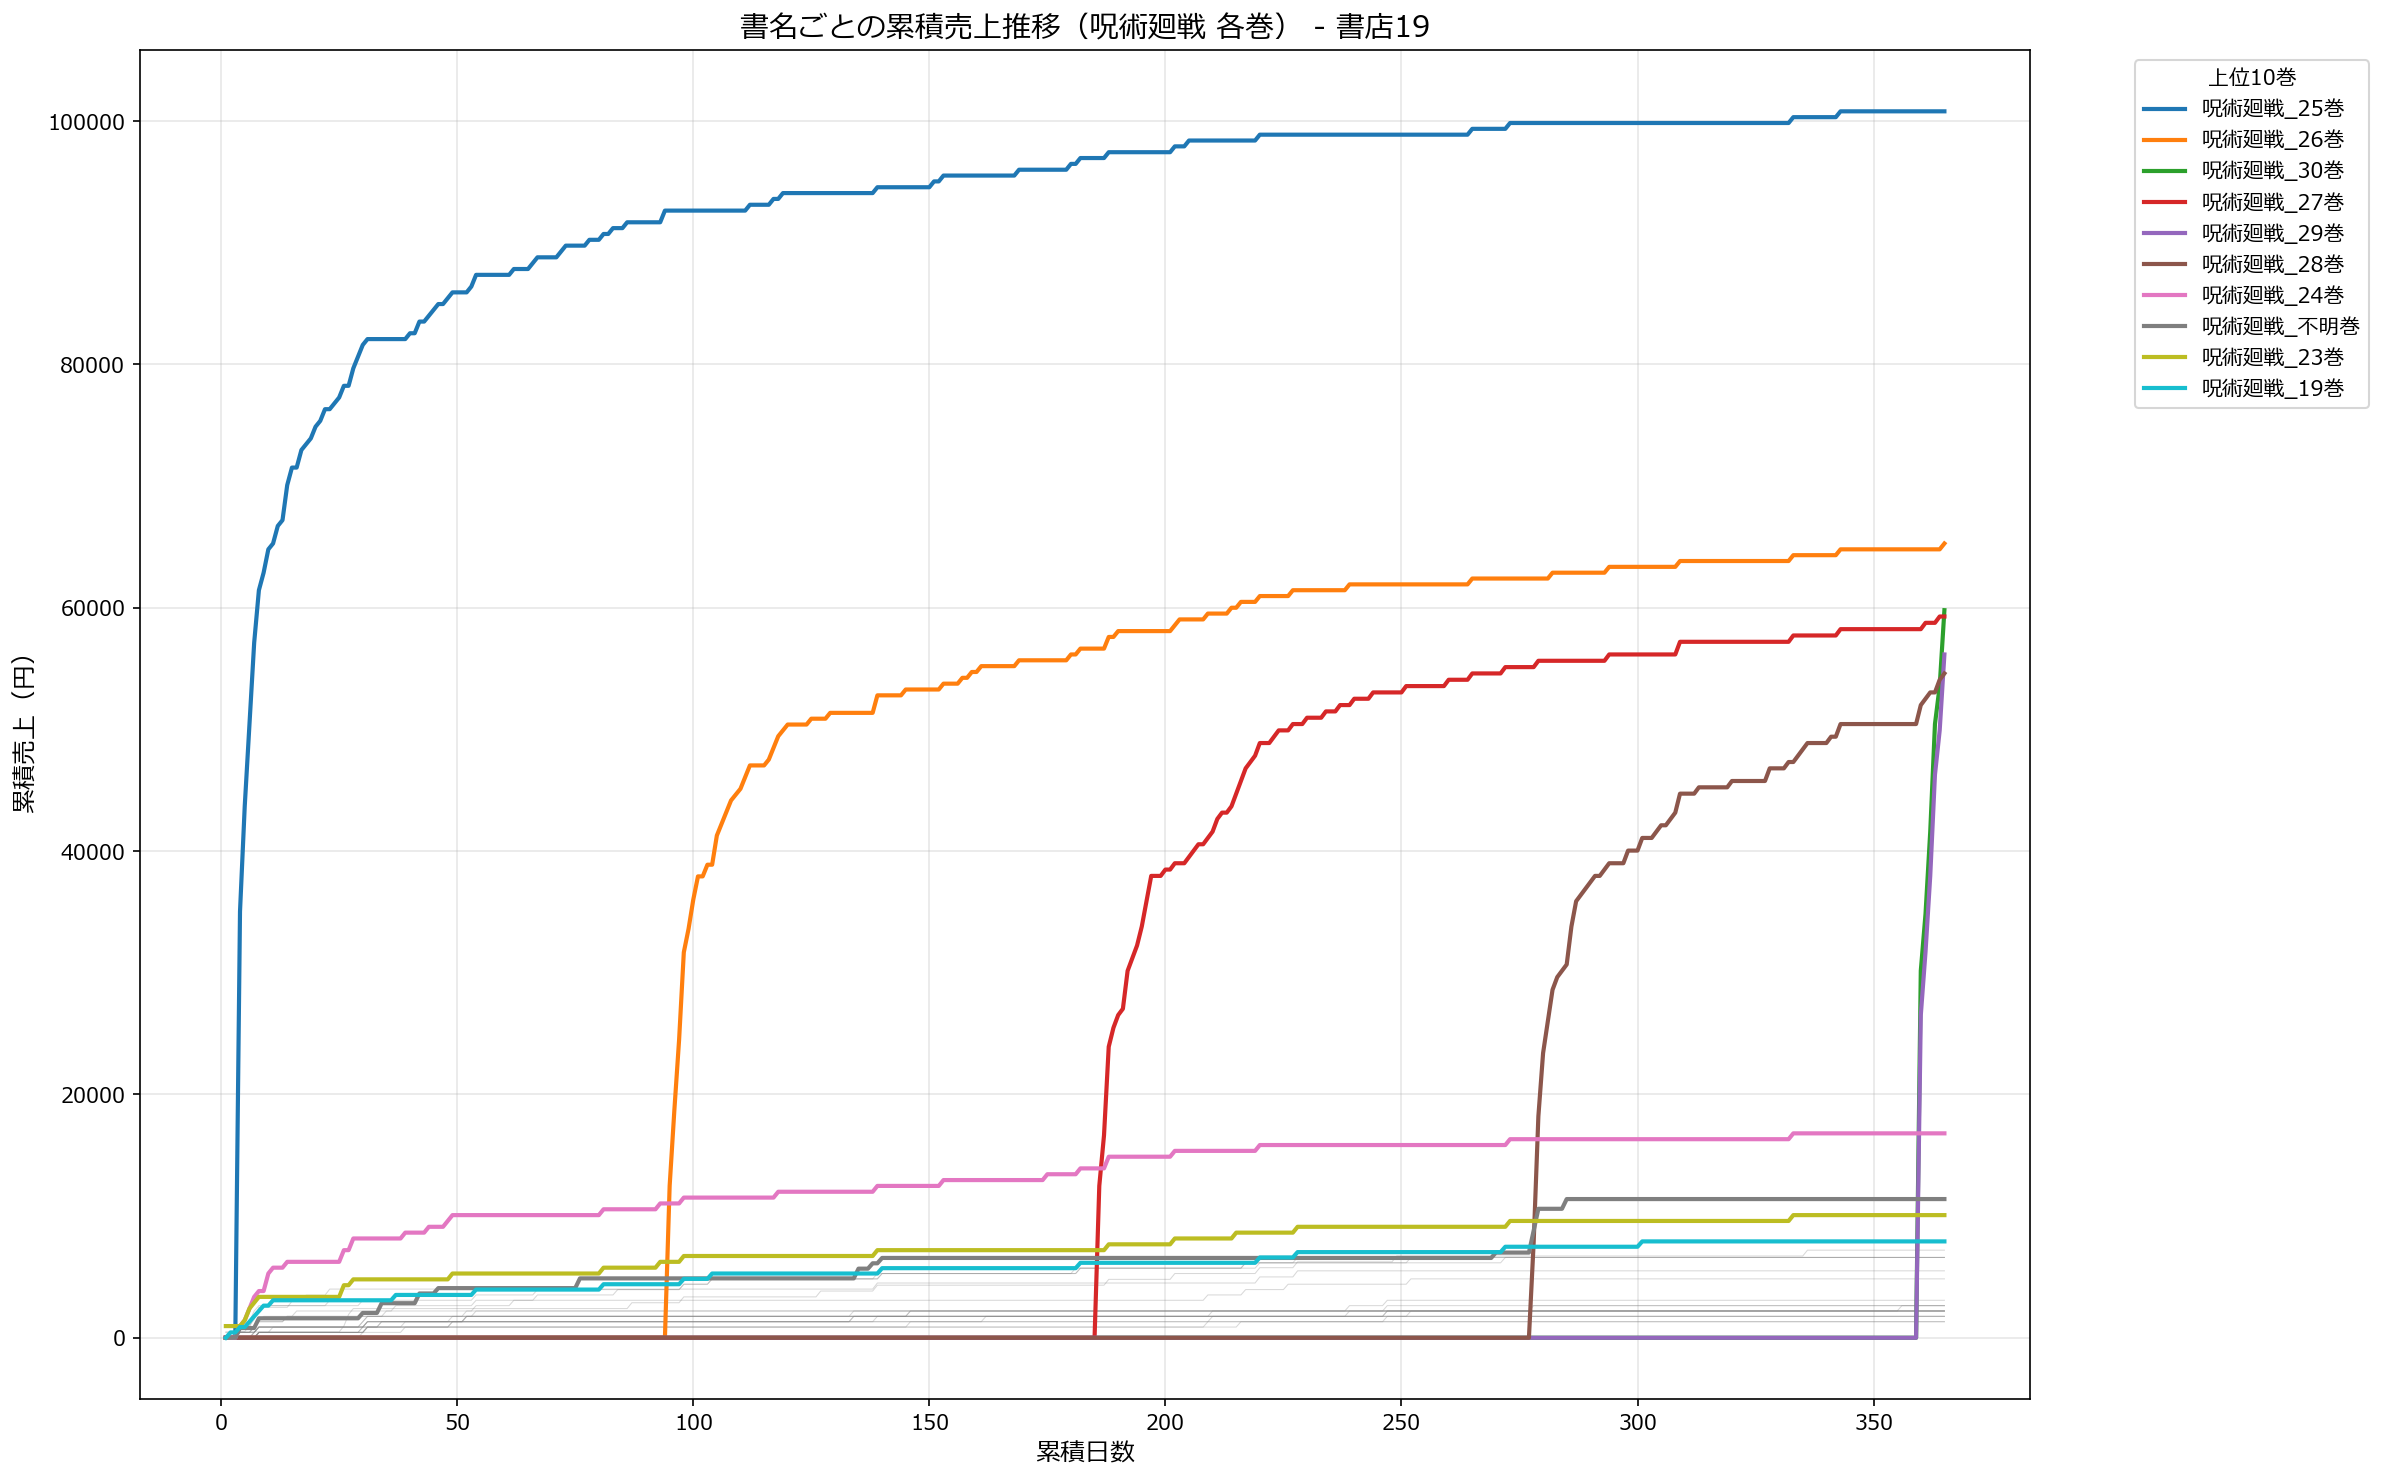 書名ごとの累積売上推移（呪術廻戦 各巻） - 書店19
累積売上（円）
100000
80000
60000
40000
20000
0
0 50 100 150 200 250 300 350
累積日数
上位10巻
呪術廻戦_25巻
呪術廻戦_26巻
呪術廻戦_30巻
呪術廻戦_27巻
呪術廻戦_29巻
呪術廻戦_28巻
呪術廻戦_24巻
呪術廻戦_不明巻
呪術廻戦_23巻
呪術廻戦_19巻